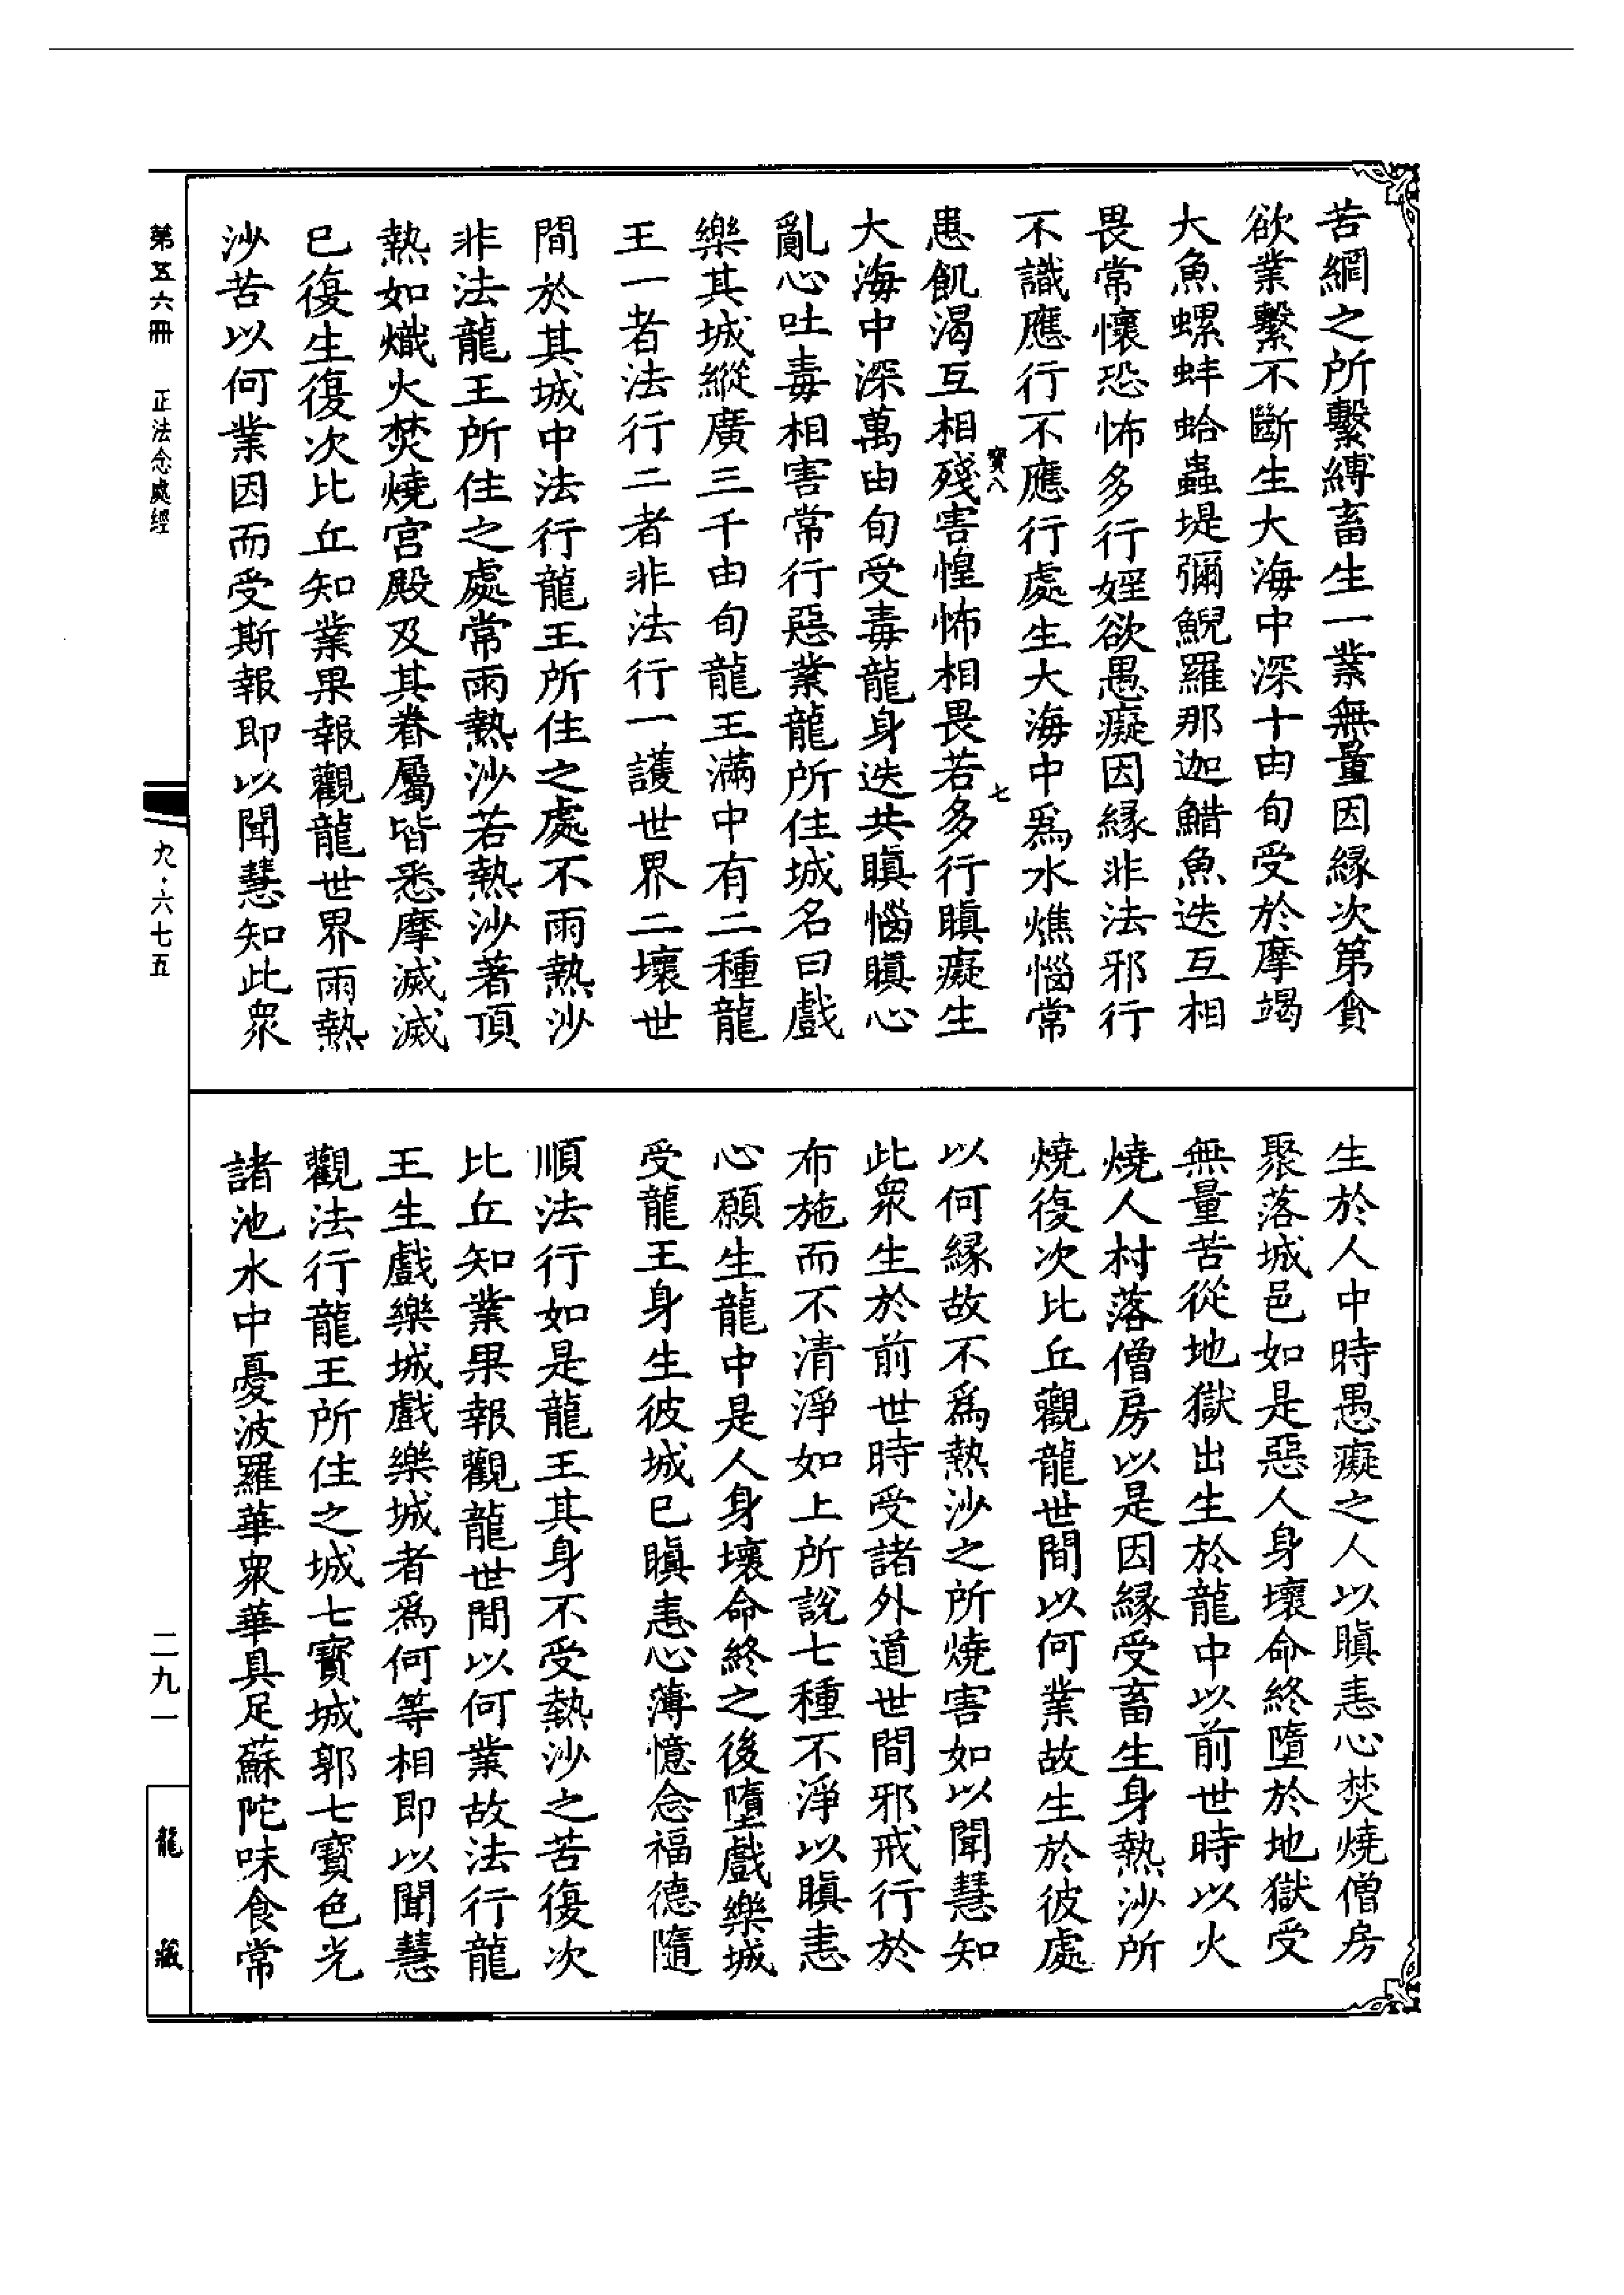 苦網之所繫縛畜生一業無量因緣次第貪
欲業繫不斷生大海中深十由旬受於摩竭
大魚螺蚌蛤蟲堤彌鯢羅那迦鯌魚迭互相
畏常懷恐怖多行婬欲愚癡因緣非法邪行
不識應行不應行處生大海中爲水燋惱常
寶八
七
患飢渴互相殘害惶怖相畏若多行瞋癡生
大海中深萬由旬受毒龍身迭共瞋惱瞋心
亂心吐毒相害常行惡業龍所住城名曰戲
樂其城縱廣三千由旬龍王滿中有二種龍
王一者法行二者非法行一護世界二壞世
間於其城中法行龍王所住之處不雨熱沙
非法龍王所住之處常雨熱沙若熱沙著頂
熱如熾火焚燒宮殿及其眷屬皆悉摩滅滅
已復生復次比丘知業果報觀龍世界雨熱
沙苦以何業因而受斯報即以聞慧知此衆
生於人中時愚癡之人以瞋恚心焚燒僧房
聚落城邑如是惡人身壞命終墮於地獄受
無量苦從地獄出生於龍中以前世時以火
燒人村落僧房以是因緣受畜生身熱沙所
燒復次比丘觀龍世間以何業故生於彼處
以何緣故不爲熱沙之所燒害如以聞慧知
此衆生於前世時受諸外道世間邪戒行於
布施而不清淨如上所說七種不淨以瞋恚
心願生龍中是人身壞命終之後墮戲樂城
受龍王身生彼城已瞋恚心薄憶念福德隨
順法行如是龍王其身不受熱沙之苦復次
比丘知業果報觀龍世間以何業故法行龍
王生戲樂城戲樂城者爲何等相即以聞慧
觀法行龍王所住之城七寶城郭七寶色光
諸池水中憂波羅華衆華具足蘇陀味食常
第五六冊 正法念處經
九·六七五
二九一
龍藏